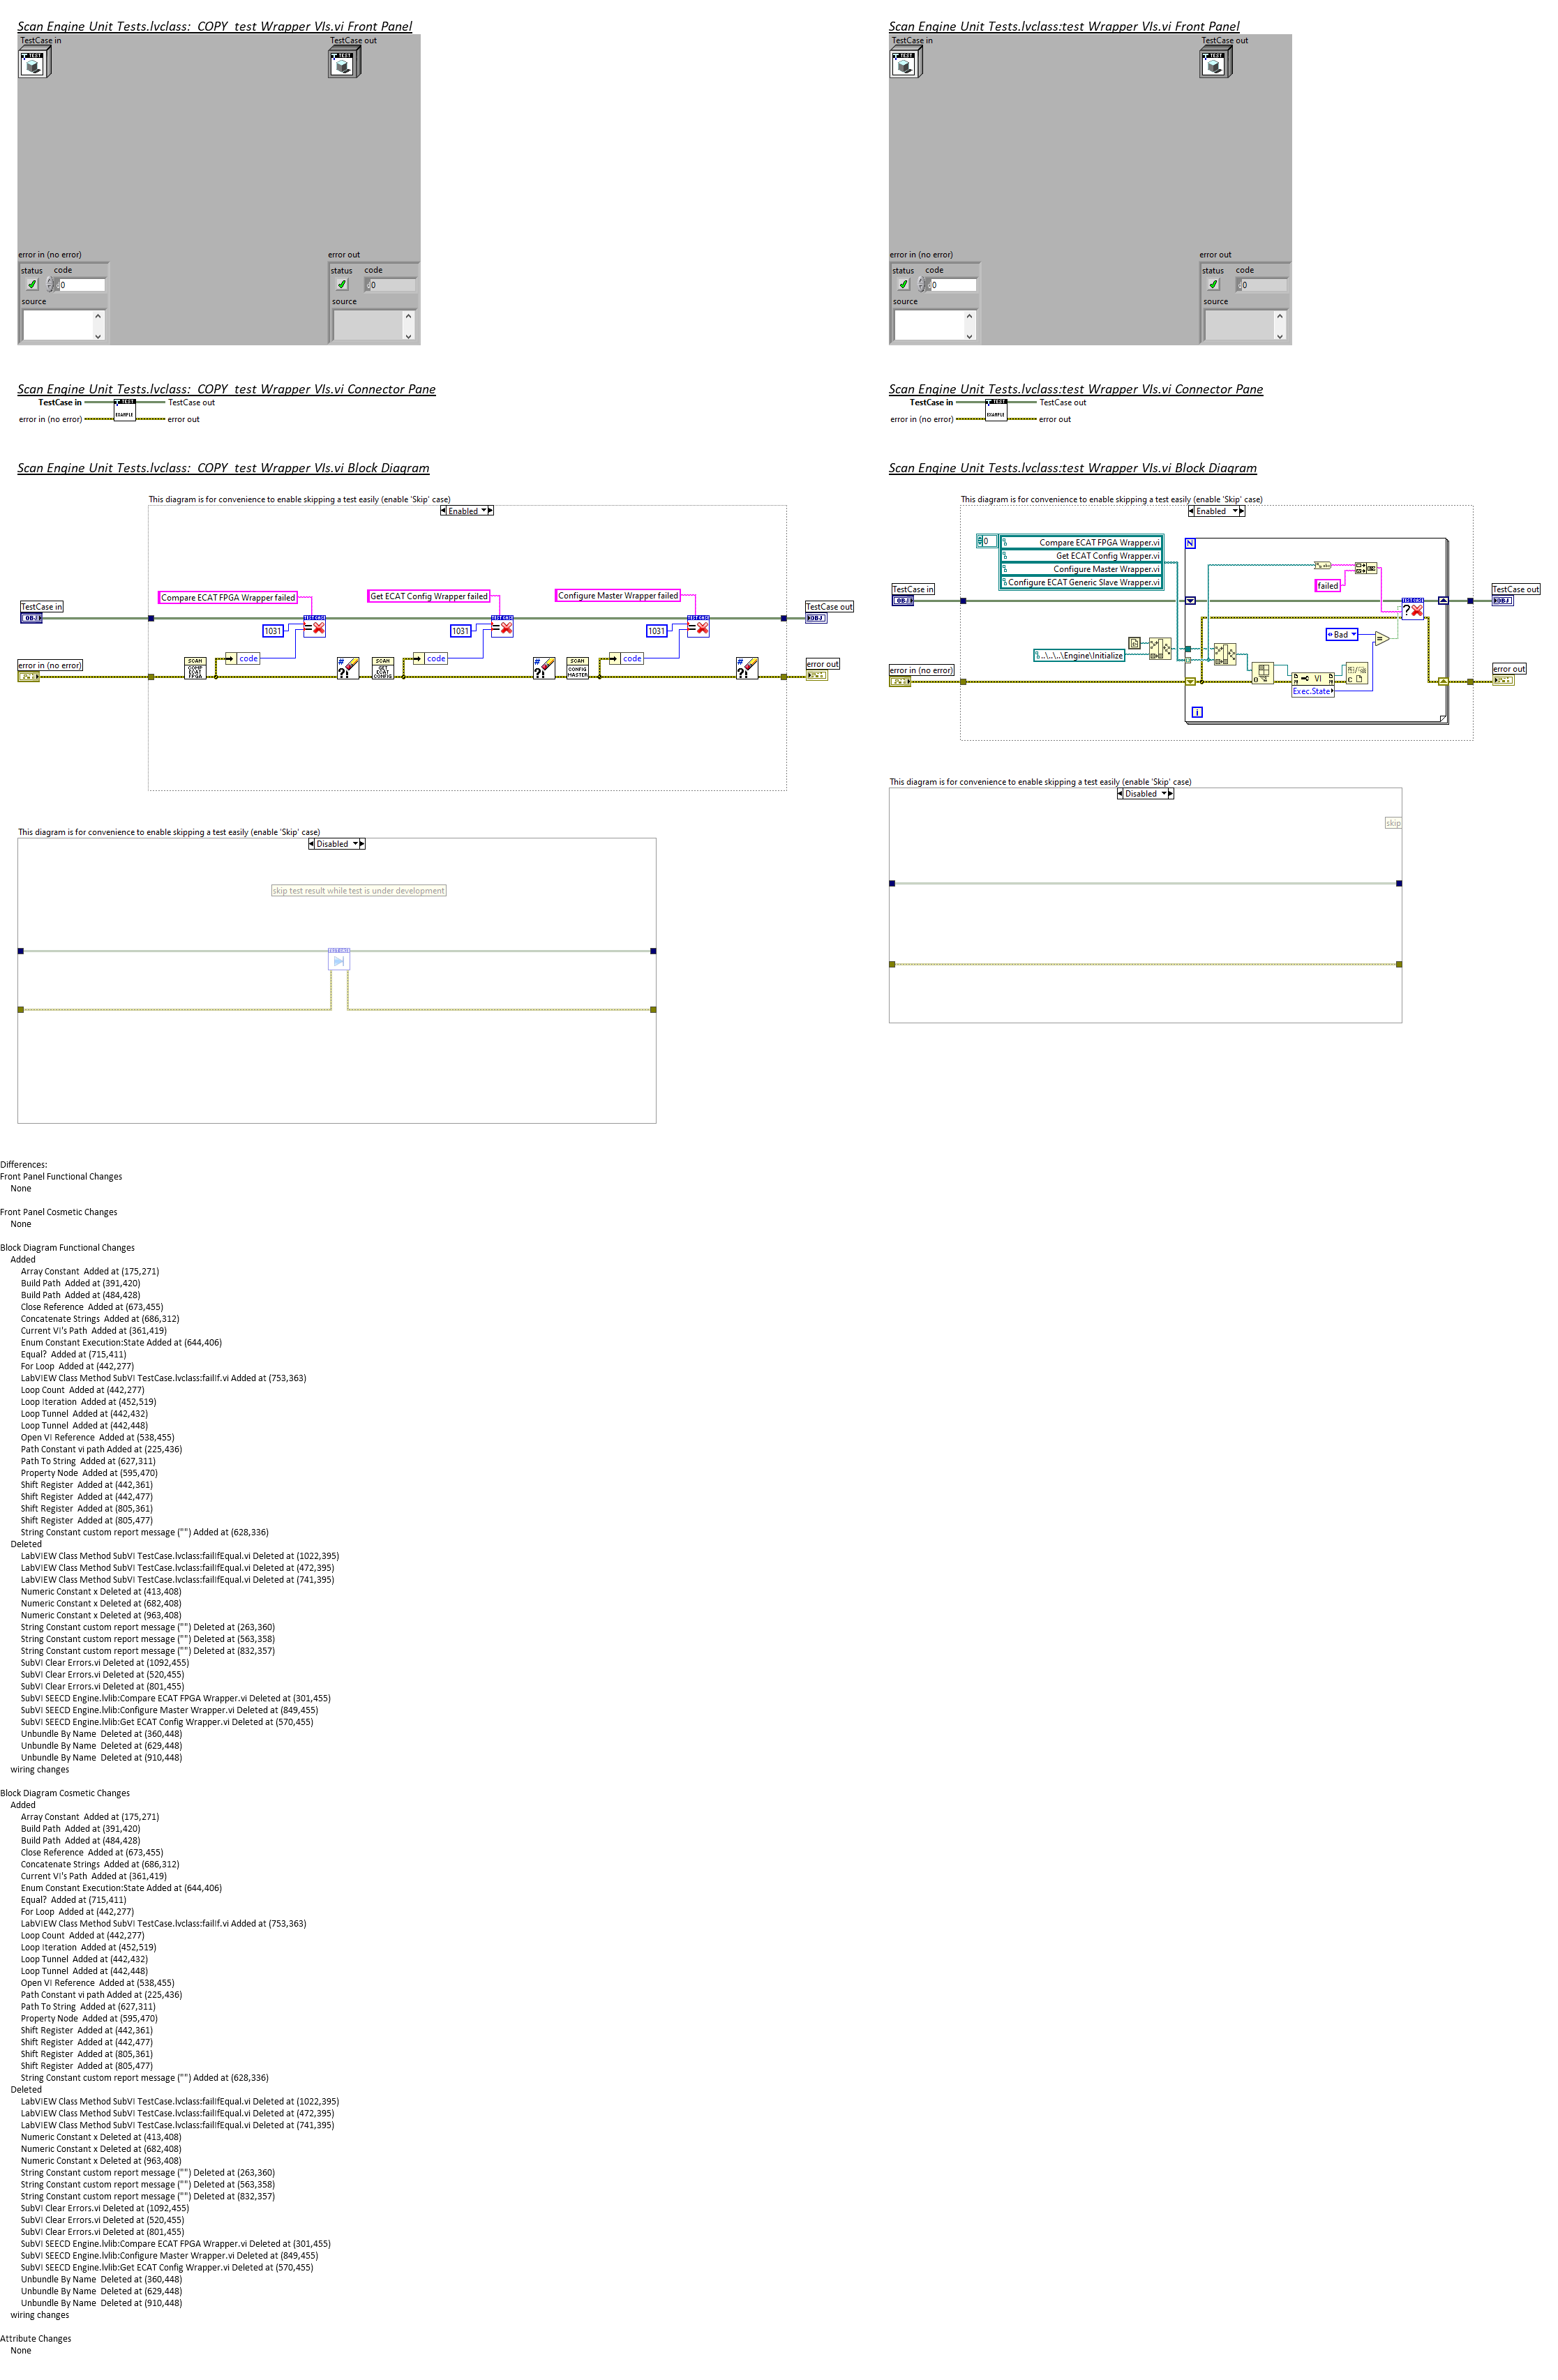 Scan Engine Unit Tests.lvclass:  COPY  test Wrapper VIs.vi Front Panel
TestCase in
TestCase out
TEST
TEST
error in (no error)
error out
status
code
0
source
status
code
0
source
Scan Engine Unit Tests.lvclass:  COPY  test Wrapper VIs.vi Connector Pane
TestCase in
TestCase out
TEST
EXAMPLE
error in (no error)
error out
Scan Engine Unit Tests.lvclass:  COPY  test Wrapper VIs.vi Block Diagram
This diagram is for convenience to enable skipping a test easily (enable 'Skip' case)
Enabled
Compare ECAT FPGA Wrapper failed
Get ECAT Config Wrapper failed
Configure Master Wrapper failed
TestCase in
OBJ
TestCase out
OBJ
1031
1031
1031
code
code
code
error in (no error)
error out
SCAN COMP ECAT FPGA
#?!
SCAN GET ECAT CONFIG
#?!
SCAN CONFIG MASTER
#?!
This diagram is for convenience to enable skipping a test easily (enable 'Skip' case)
Disabled
skip test result while test is under development
Scan Engine Unit Tests.lvclass:test Wrapper VIs.vi Front Panel
TestCase in
TestCase out
TEST
TEST
error in (no error)
error out
status
code
0
source
status
code
0
source
Scan Engine Unit Tests.lvclass:test Wrapper VIs.vi Connector Pane
TestCase in
TestCase out
TEST
EXAMPLE
error in (no error)
error out
Scan Engine Unit Tests.lvclass:test Wrapper VIs.vi Block Diagram
This diagram is for convenience to enable skipping a test easily (enable 'Skip' case)
Enabled
0
Compare ECAT FPGA Wrapper.vi
Get ECAT Config Wrapper.vi
Configure Master Wrapper.vi
Configure ECAT Generic Slave Wrapper.vi
N
failed
TestCase in
OBJ
TestCase out
OBJ
Bad
=
..\..\..\Engine\Initialize
error in (no error)
error out
VI
Exec.State
i
This diagram is for convenience to enable skipping a test easily (enable 'Skip' case)
Disabled
skip
Differences:
Front Panel Functional Changes
None
Front Panel Cosmetic Changes
None
Block Diagram Functional Changes
Added
Array Constant  Added at (175,271)
Build Path  Added at (391,420)
Build Path  Added at (484,428)
Close Reference  Added at (673,455)
Concatenate Strings  Added at (686,312)
Current VI's Path  Added at (361,419)
Enum Constant Execution:State Added at (644,406)
Equal?  Added at (715,411)
For Loop  Added at (442,277)
LabVIEW Class Method SubVI TestCase.lvclass:failIf.vi Added at (753,363)
Loop Count  Added at (442,277)
Loop Iteration  Added at (452,519)
Loop Tunnel  Added at (442,432)
Loop Tunnel  Added at (442,448)
Open VI Reference  Added at (538,455)
Path Constant vi path Added at (225,436)
Path To String  Added at (627,311)
Property Node  Added at (595,470)
Shift Register  Added at (442,361)
Shift Register  Added at (442,477)
Shift Register  Added at (805,361)
Shift Register  Added at (805,477)
String Constant custom report message ("") Added at (628,336)
Deleted
LabVIEW Class Method SubVI TestCase.lvclass:failIfEqual.vi Deleted at (1022,395)
LabVIEW Class Method SubVI TestCase.lvclass:failIfEqual.vi Deleted at (472,395)
LabVIEW Class Method SubVI TestCase.lvclass:failIfEqual.vi Deleted at (741,395)
Numeric Constant x Deleted at (413,408)
Numeric Constant x Deleted at (682,408)
Numeric Constant x Deleted at (963,408)
String Constant custom report message ("") Deleted at (263,360)
String Constant custom report message ("") Deleted at (563,358)
String Constant custom report message ("") Deleted at (832,357)
SubVI Clear Errors.vi Deleted at (1092,455)
SubVI Clear Errors.vi Deleted at (520,455)
SubVI Clear Errors.vi Deleted at (801,455)
SubVI SEECD Engine.lvlib:Compare ECAT FPGA Wrapper.vi Deleted at (301,455)
SubVI SEECD Engine.lvlib:Configure Master Wrapper.vi Deleted at (849,455)
SubVI SEECD Engine.lvlib:Get ECAT Config Wrapper.vi Deleted at (570,455)
Unbundle By Name  Deleted at (360,448)
Unbundle By Name  Deleted at (629,448)
Unbundle By Name  Deleted at (910,448)
wiring changes
Block Diagram Cosmetic Changes
Added
Array Constant  Added at (175,271)
Build Path  Added at (391,420)
Build Path  Added at (484,428)
Close Reference  Added at (673,455)
Concatenate Strings  Added at (686,312)
Current VI's Path  Added at (361,419)
Enum Constant Execution:State Added at (644,406)
Equal?  Added at (715,411)
For Loop  Added at (442,277)
LabVIEW Class Method SubVI TestCase.lvclass:failIf.vi Added at (753,363)
Loop Count  Added at (442,277)
Loop Iteration  Added at (452,519)
Loop Tunnel  Added at (442,432)
Loop Tunnel  Added at (442,448)
Open VI Reference  Added at (538,455)
Path Constant vi path Added at (225,436)
Path To String  Added at (627,311)
Property Node  Added at (595,470)
Shift Register  Added at (442,361)
Shift Register  Added at (442,477)
Shift Register  Added at (805,361)
Shift Register  Added at (805,477)
String Constant custom report message ("") Added at (628,336)
Deleted
LabVIEW Class Method SubVI TestCase.lvclass:failIfEqual.vi Deleted at (1022,395)
LabVIEW Class Method SubVI TestCase.lvclass:failIfEqual.vi Deleted at (472,395)
LabVIEW Class Method SubVI TestCase.lvclass:failIfEqual.vi Deleted at (741,395)
Numeric Constant x Deleted at (413,408)
Numeric Constant x Deleted at (682,408)
Numeric Constant x Deleted at (963,408)
String Constant custom report message ("") Deleted at (263,360)
String Constant custom report message ("") Deleted at (563,358)
String Constant custom report message ("") Deleted at (832,357)
SubVI Clear Errors.vi Deleted at (1092,455)
SubVI Clear Errors.vi Deleted at (520,455)
SubVI Clear Errors.vi Deleted at (801,455)
SubVI SEECD Engine.lvlib:Compare ECAT FPGA Wrapper.vi Deleted at (301,455)
SubVI SEECD Engine.lvlib:Configure Master Wrapper.vi Deleted at (849,455)
SubVI SEECD Engine.lvlib:Get ECAT Config Wrapper.vi Deleted at (570,455)
Unbundle By Name  Deleted at (360,448)
Unbundle By Name  Deleted at (629,448)
Unbundle By Name  Deleted at (910,448)
wiring changes
Attribute Changes
None